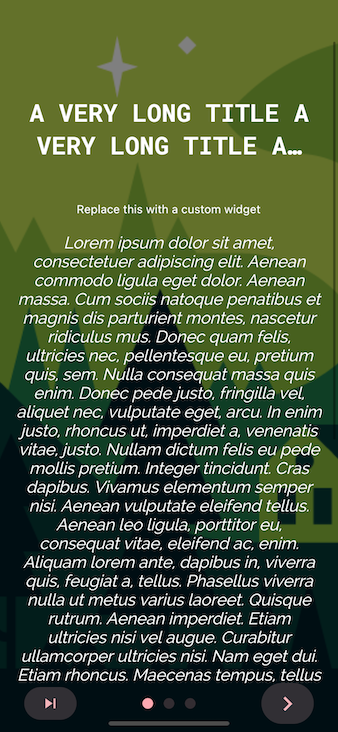 A VERY LONG TITLE A
VERY LONG TITLE A…
Replace this with a custom widget
Lorem ipsum dolor sit amet,
consectetuer adipiscing elit. Aenean
commodo ligula eget dolor. Aenean
massa. Cum sociis natoque penatibus et
magnis dis parturient montes, nascetur
ridiculus mus. Donec quam felis,
ultricies nec, pellentesque eu, pretium
quis, sem. Nulla consequat massa quis
enim. Donec pede justo, fringilla vel,
aliquet nec, vulputate eget, arcu. In enim
justo, rhoncus ut, imperdiet a, venenatis
vitae, justo. Nullam dictum felis eu pede
mollis pretium. Integer tincidunt. Cras
dapibus. Vivamus elementum semper
nisi. Aenean vulputate eleifend tellus.
Aenean leo ligula, porttitor eu,
consequat vitae, eleifend ac, enim.
Aliquam lorem ante, dapibus in, viverra
quis, feugiat a, tellus. Phasellus viverra
nulla ut metus varius laoreet. Quisque
rutrum. Aenean imperdiet. Etiam
ultricies nisi vel augue. Curabitur
ullamcorper ultricies nisi. Nam eget dui.
Etiam rhoncus. Maecenas tempus, tellus